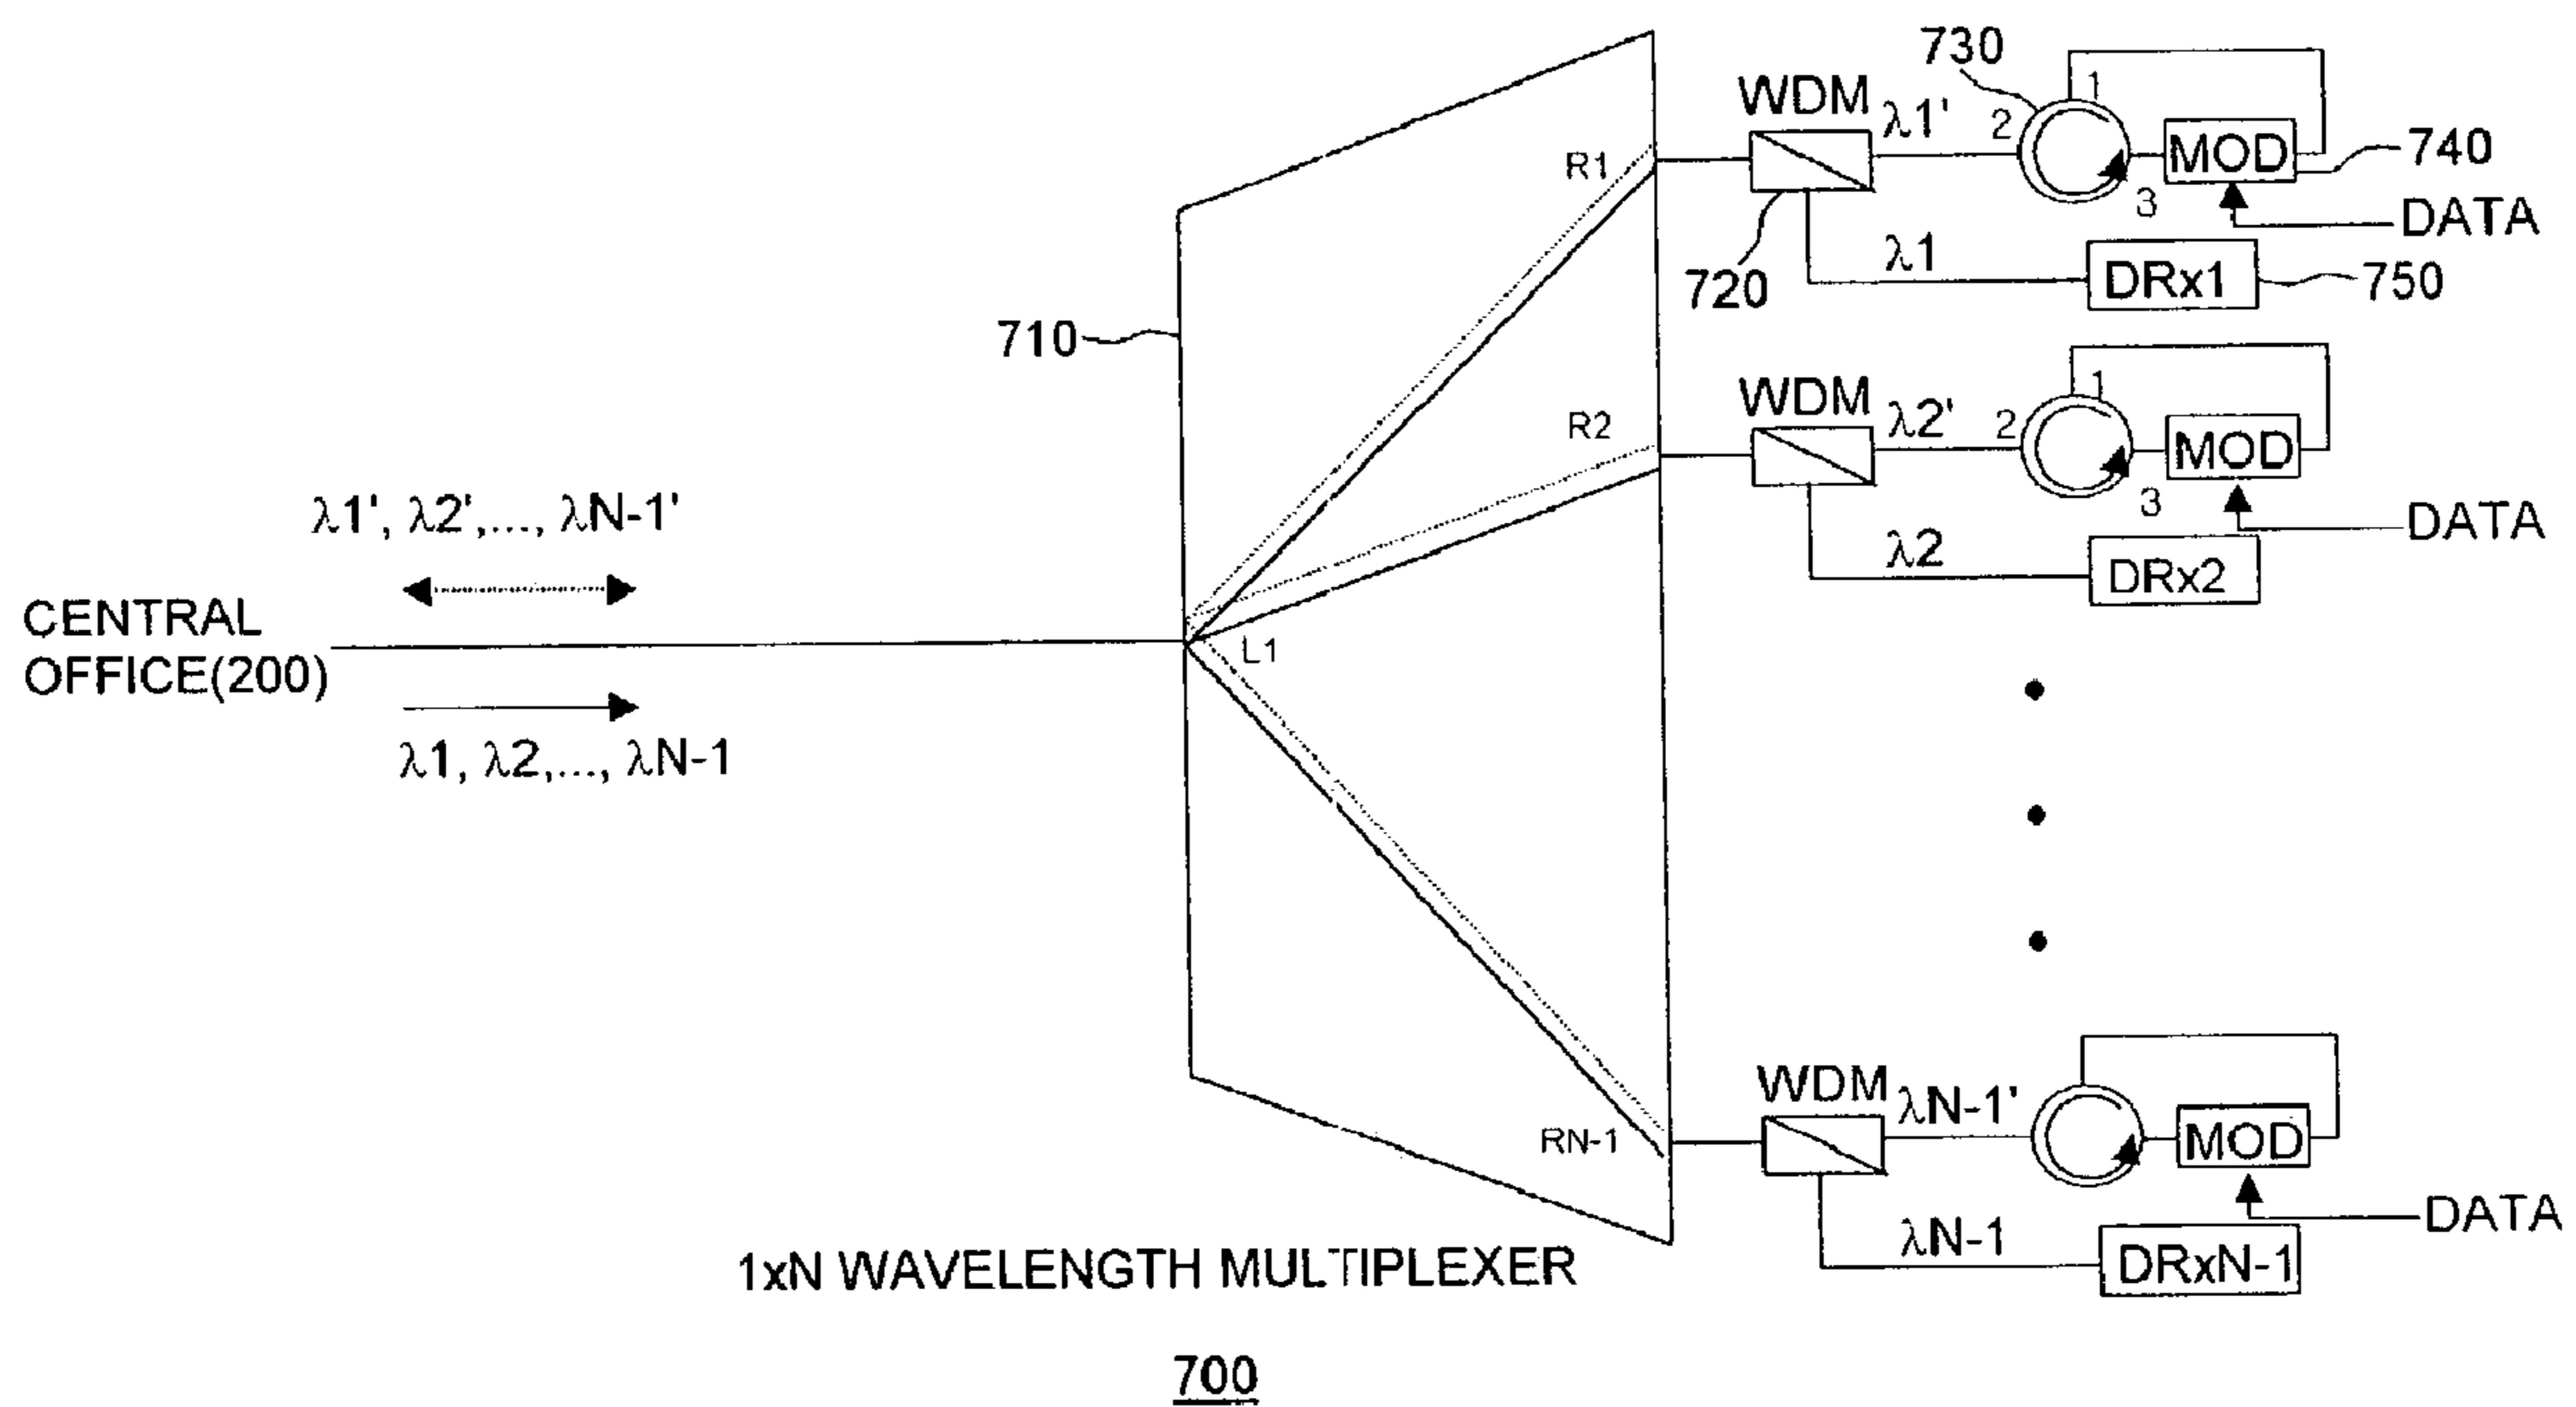 730
1
WDM
λ1'
2
MOD
740
R1
3
DATA
λ1
720
DRx1
750
710
1
WDM
λ2'
2
MOD
R2
3
DATA
λ2
DRx2
λ1', λ2',..., λN-1'
CENTRAL
OFFICE(200)
L1
λ1, λ2,..., λN-1
WDM
λN-1'
MOD
RN-1
DATA
λN-1
DRxN-1
1xN WAVELENGTH MULTIPLEXER
700